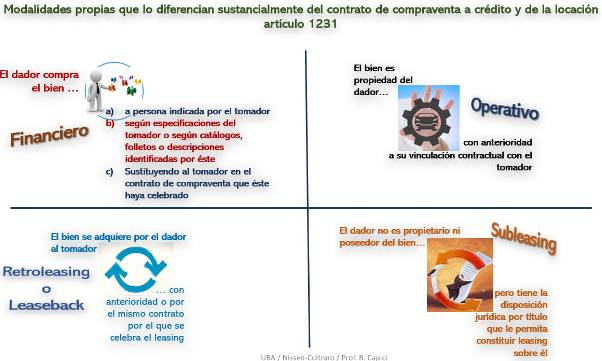 Modalidades propias que lo diferencian sustancialmente del contrato de compraventa a crédito y de la locación
artículo 1231
El dador compra
el bien ...
Financiero
a) a persona indicada por el tomador
b) según especificaciones del
tomador o según catálogos,
folletos o descripciones
identificadas por éste
c) Sustituyendo al tomador en el
contrato de compraventa que éste
haya celebrado
El bien es
propiedad del
dador...
Operativo
con anterioridad
a su vinculación contractual con el
tomador
El bien se adquiere por el dador
al tomador
Retroleasing
o
Leaseback
... con
anterioridad o por
el mismo contrato
por el que se
celebra el leasing
El dador no es propietario ni
poseedor del bien...
Subleasing
pero tiene la
disposición
jurídica por título
que le permita
constituir leasing
sobre él
UBA / Nissen-Cultraro / Prof. R. Capici